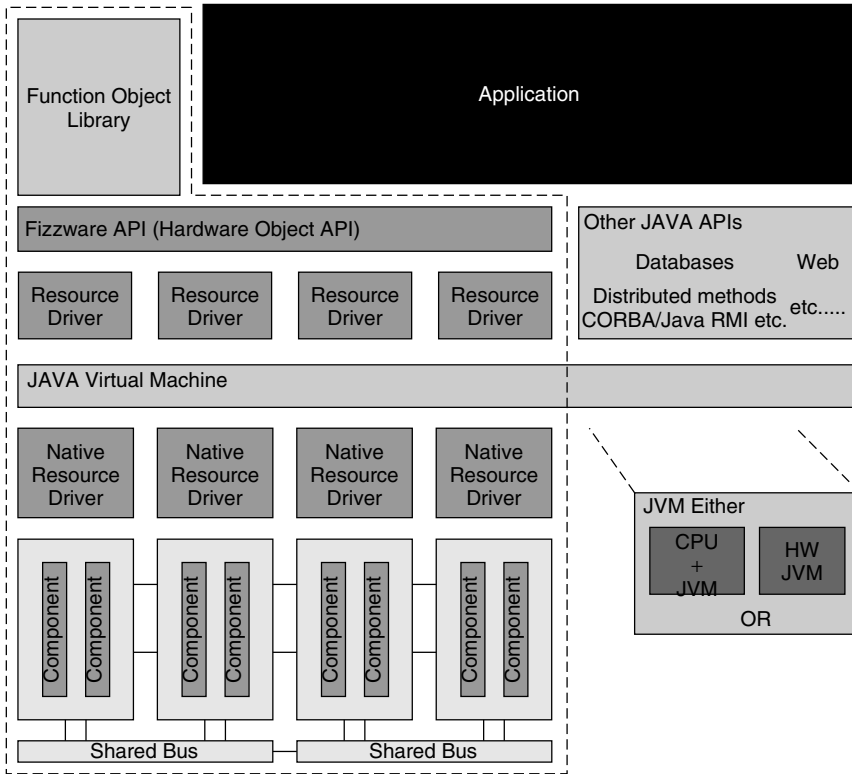 Function Object
Library
Application
Fizzware API (Hardware Object API)
Other JAVA APIs
Databases Web
Distributed methods
CORBA/Java RMI etc.
etc.....
Resource
Driver
Resource
Driver
Resource
Driver
Resource
Driver
JAVA Virtual Machine
Native
Resource
Driver
Native
Resource
Driver
Native
Resource
Driver
Native
Resource
Driver
JVM Either
CPU
+
JVM
HW
JVM
OR
Component
Component
Component
Component
Component
Component
Component
Component
Shared Bus
Shared Bus